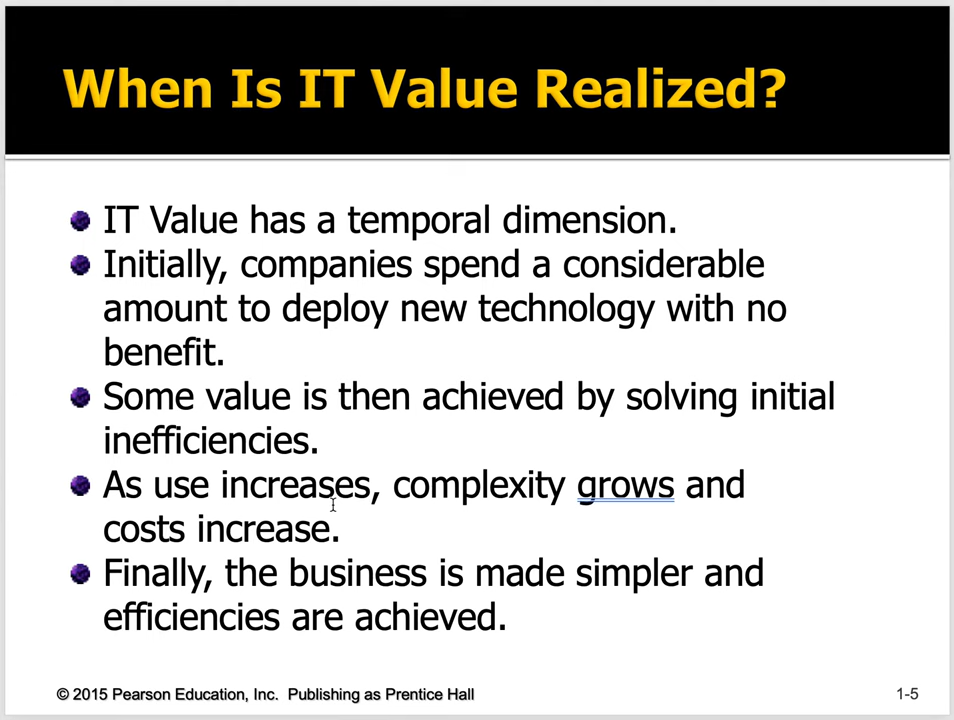 When Is IT Value Realized?
IT Value has a temporal dimension.
Initially, companies spend a considerable
amount to deploy new technology with no
benefit.
Some value is then achieved by solving initial
inefficiencies.
As use increases, complexity grows and
costs increase.
Finally, the business is made simpler and
efficiencies are achieved.
© 2015 Pearson Education, Inc.  Publishing as Prentice Hall
1-5